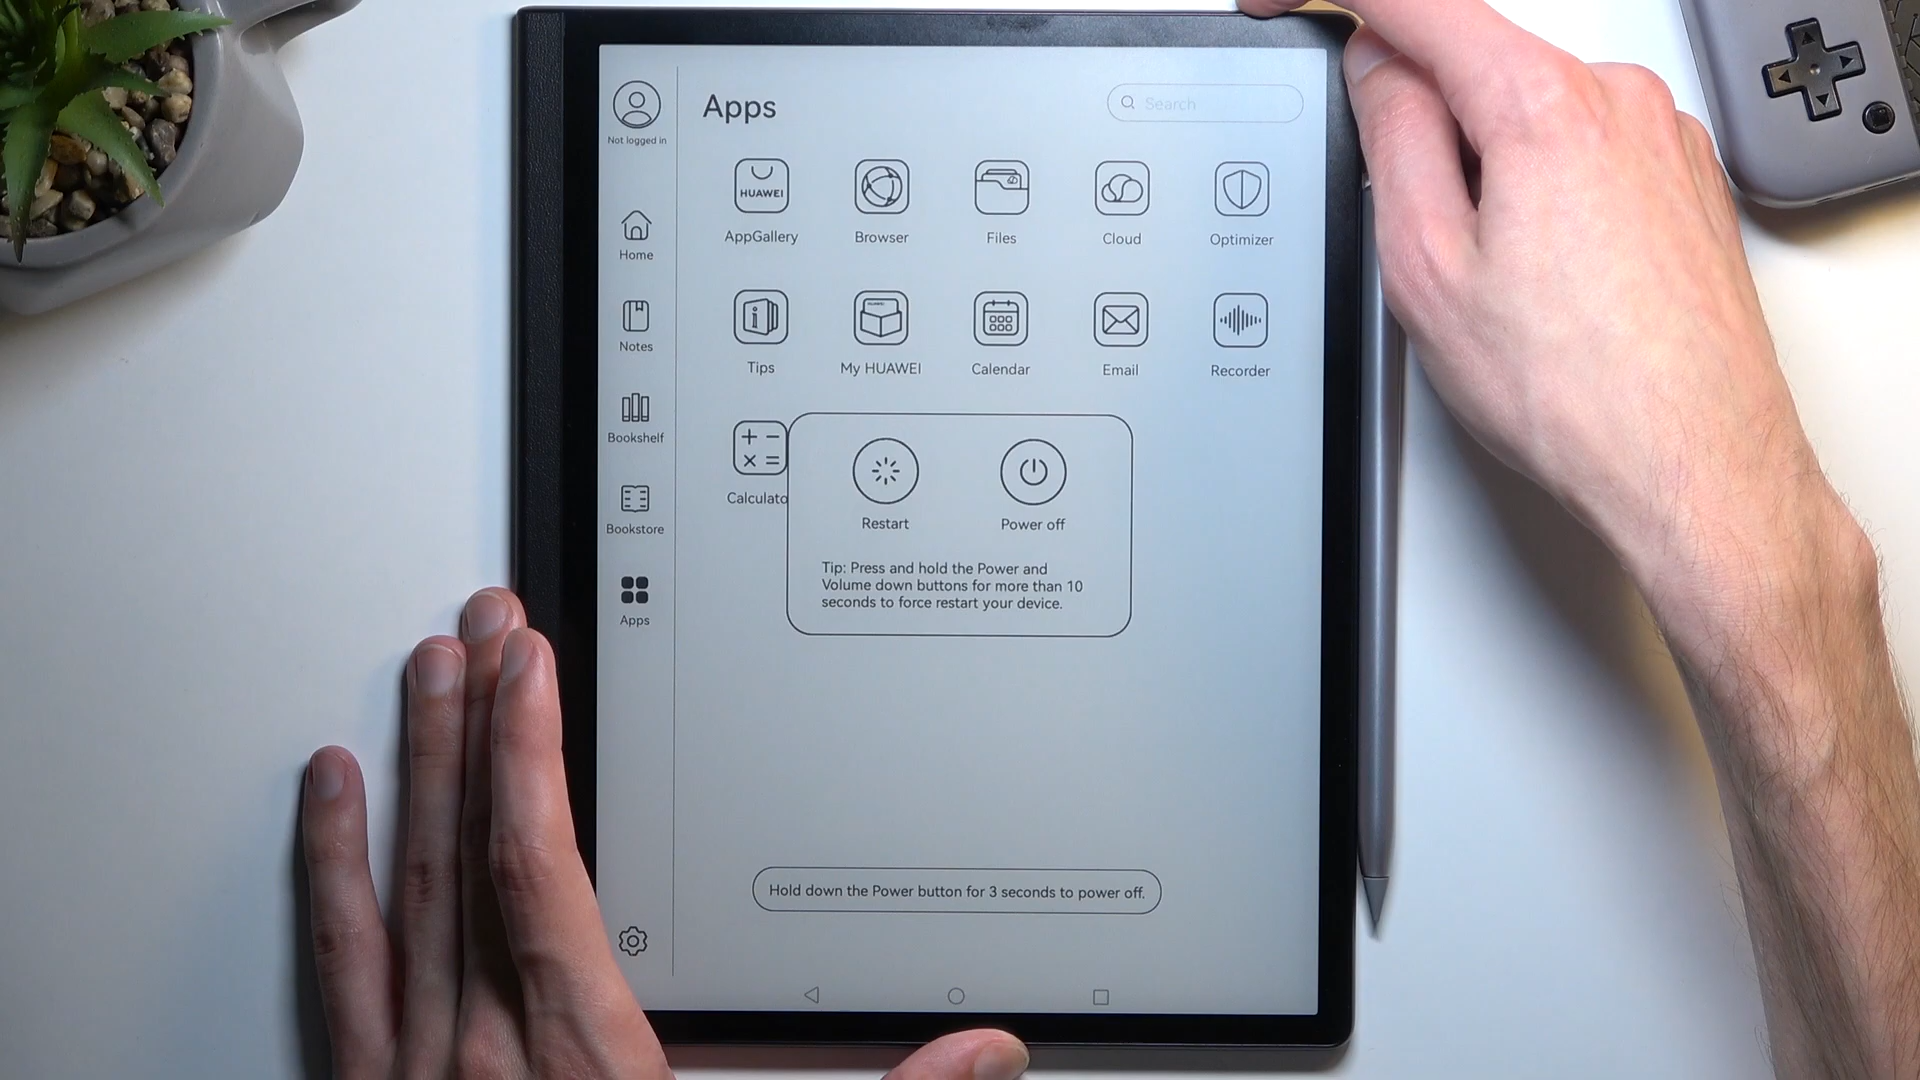 Apps
Search
Not logged in
HUAWEI
AppGallery
Browser
Files
Cloud
Optimizer
Home
Notes
Tips
My HUAWEI
Calendar
Email
Recorder
Bookshelf
Calculato
Restart
Power off
Bookstore
Tip: Press and hold the Power and
Volume down buttons for more than 10
seconds to force restart your device.
Apps
Hold down the Power button for 3 seconds to power off.